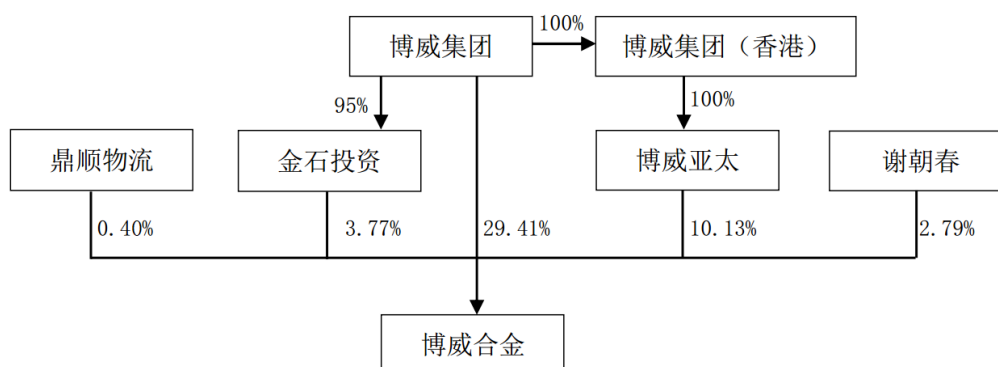 博威集团
100%
博威集团（香港）
95%
100%
鼎顺物流
金石投资
博威亚太
谢朝春
0.40%
3.77%
29.41%
10.13%
2.79%
博威合金